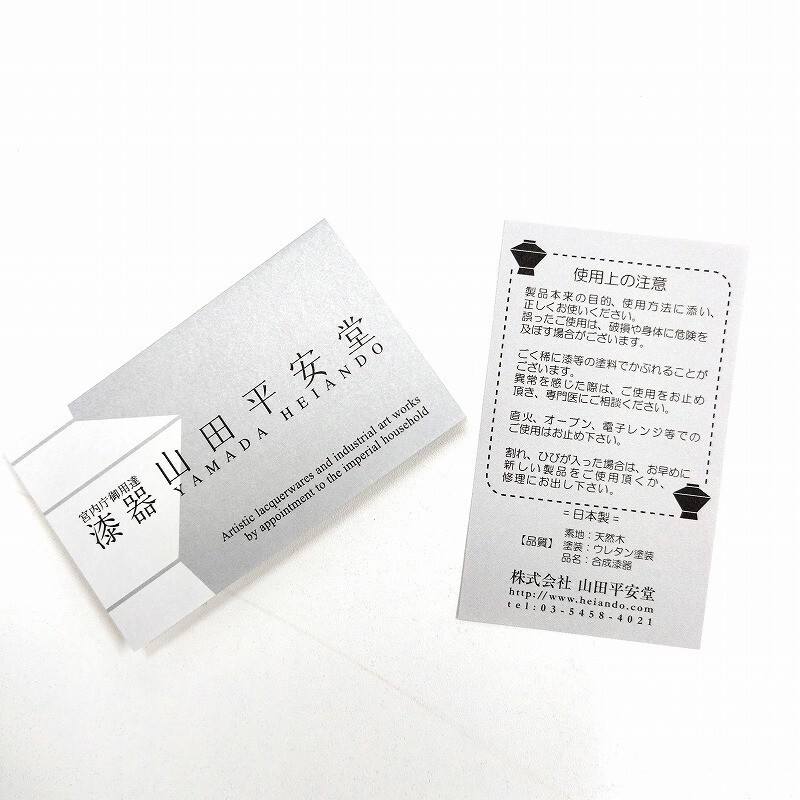 宮内庁御用達
漆器 山田平安堂
YAMADA HEIANDO
Artistic lacquerwares and industrial art works
by appointment to the imperial household
使用上の注意
製品本来の目的、使用方法に添い、
正しくお使いください。
誤ったご使用は、破損や身体に危険を
及ぼす場合がございます。
ごく稀に漆等の塗料でかぶれることが
ございます。
異常を感じた際は、ご使用をお止め
頂き、専門医にご相談ください。
直火、オーブン、電子レンジ等での
ご使用はお止め下さい。
割れ、ひびが入った場合は、お早めに
新しい製品をご使用頂くか、
修理にお出し下さい。
=日本製=
素地:天然木
【品質】 塗装:ウレタン塗装
品名:合成漆器
株式会社 山田平安堂
http://www.heiando.com
tel:03-5458-4021